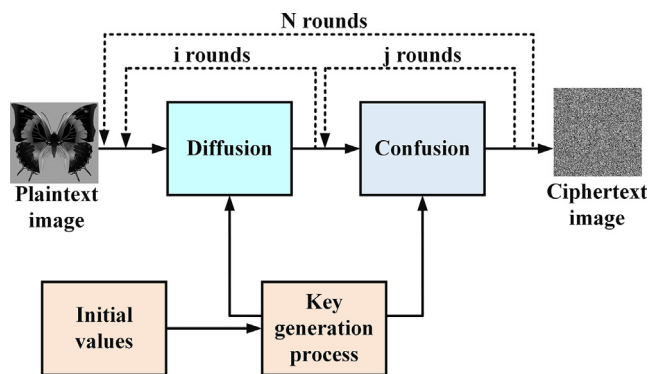 N rounds
i rounds
j rounds
Diffusion
Confusion
Plaintext
image
Ciphertext
image
Initial
values
Key
generation
process